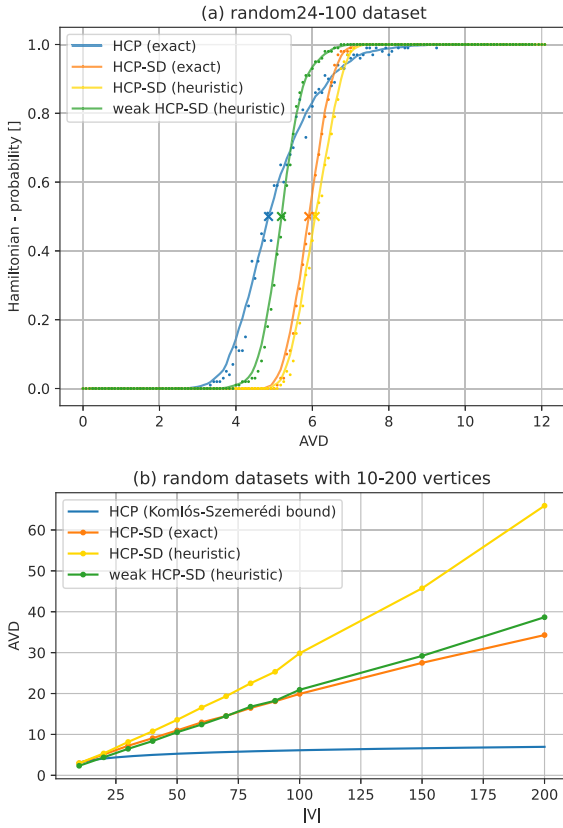 (a) random24-100 dataset
HCP (exact)
HCP-SD (exact)
HCP-SD (heuristic)
weak HCP-SD (heuristic)
Hamiltonian - probability []
1.0
0.8
0.6
0.4
0.2
0.0
0 2 4 6 8 10 12
AVD
(b) random datasets with 10-200 vertices
HCP (Komlós-Szemerédi bound)
HCP-SD (exact)
HCP-SD (heuristic)
weak HCP-SD (heuristic)
AVD
60
50
40
30
20
10
0
25 50 75 100 125 150 175 200
|V|